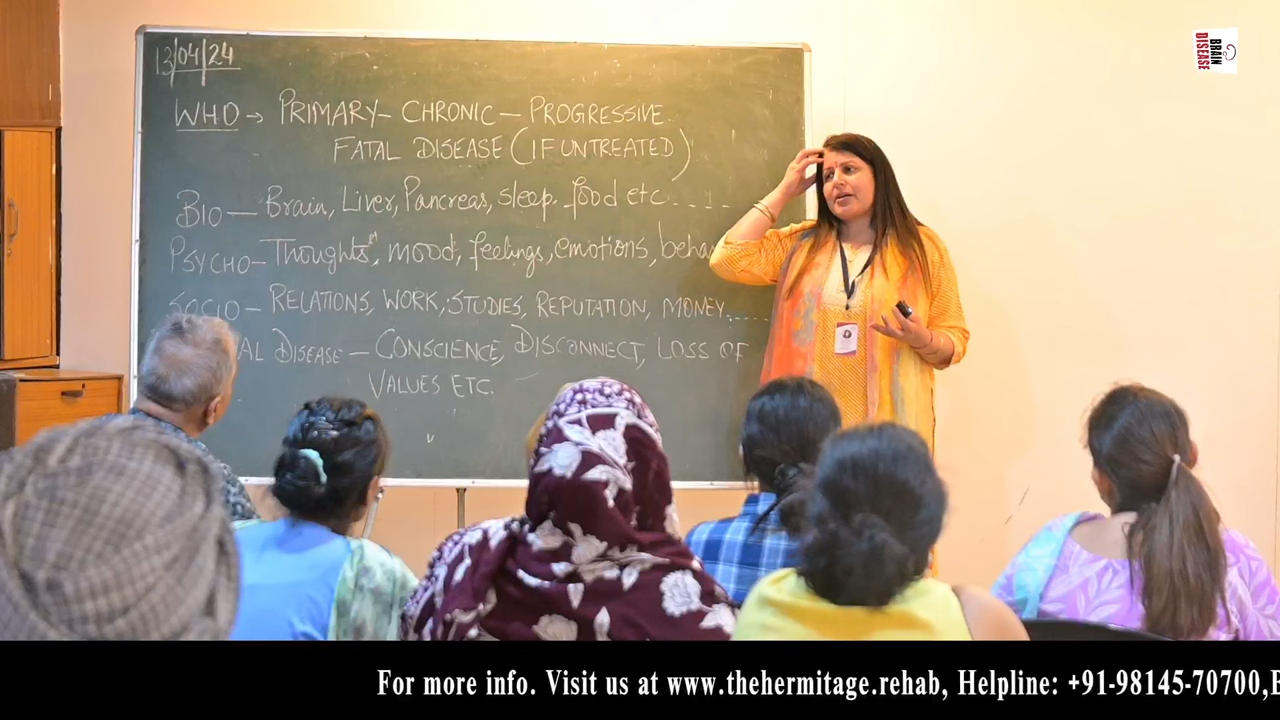 13/04/24
WHO → PRIMARY- CHRONIC - PROGRESSIVE
FATAL DISEASE (IF UNTREATED)
BIO - Brain, Liver, Pancreas, sleep. food etc.....
PSYCHO- Thoughts, mood, feelings, emotions, behav
SOCIO - RELATIONS, WORK, STUDIES, REPUTATION, MONEY.....
AL DISEASE - CONSCIENCE, DISCONNECT, LOSS OF
VALUES ETC.
BRAIN
DISEASE
For more info. Visit us at www.thehermitage.rehab, Helpline: +91-98145-70700,E